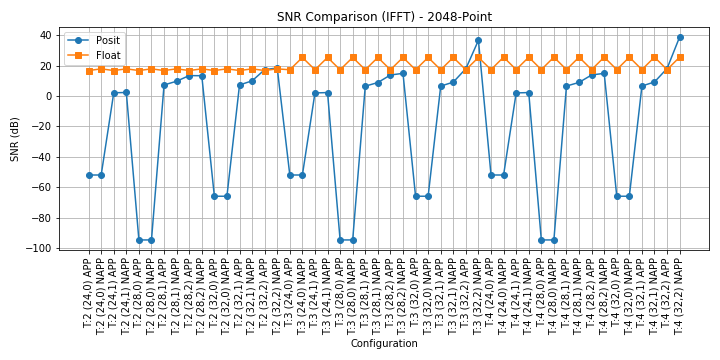 SNR Comparison (IFFT) - 2048-Point
Posit
Float
40
20
0
−20
−40
−60
−80
−100
SNR (dB)
T:2 (24,0) APP
T:2 (24,0) NAPP
T:2 (24,1) APP
T:2 (24,1) NAPP
T:2 (28,0) APP
T:2 (28,0) NAPP
T:2 (28,1) APP
T:2 (28,1) NAPP
T:2 (28,2) APP
T:2 (28,2) NAPP
T:2 (32,0) APP
T:2 (32,0) NAPP
T:2 (32,1) APP
T:2 (32,1) NAPP
T:2 (32,2) APP
T:2 (32,2) NAPP
T:3 (24,0) APP
T:3 (24,0) NAPP
T:3 (24,1) APP
T:3 (24,1) NAPP
T:3 (28,0) APP
T:3 (28,0) NAPP
T:3 (28,1) APP
T:3 (28,1) NAPP
T:3 (28,2) APP
T:3 (28,2) NAPP
T:3 (32,0) APP
T:3 (32,0) NAPP
T:3 (32,1) APP
T:3 (32,1) NAPP
T:3 (32,2) APP
T:3 (32,2) NAPP
T:4 (24,0) APP
T:4 (24,0) NAPP
T:4 (24,1) APP
T:4 (24,1) NAPP
T:4 (28,0) APP
T:4 (28,0) NAPP
T:4 (28,1) APP
T:4 (28,1) NAPP
T:4 (28,2) APP
T:4 (28,2) NAPP
T:4 (32,0) APP
T:4 (32,0) NAPP
T:4 (32,1) APP
T:4 (32,1) NAPP
T:4 (32,2) APP
T:4 (32,2) NAPP
Configuration